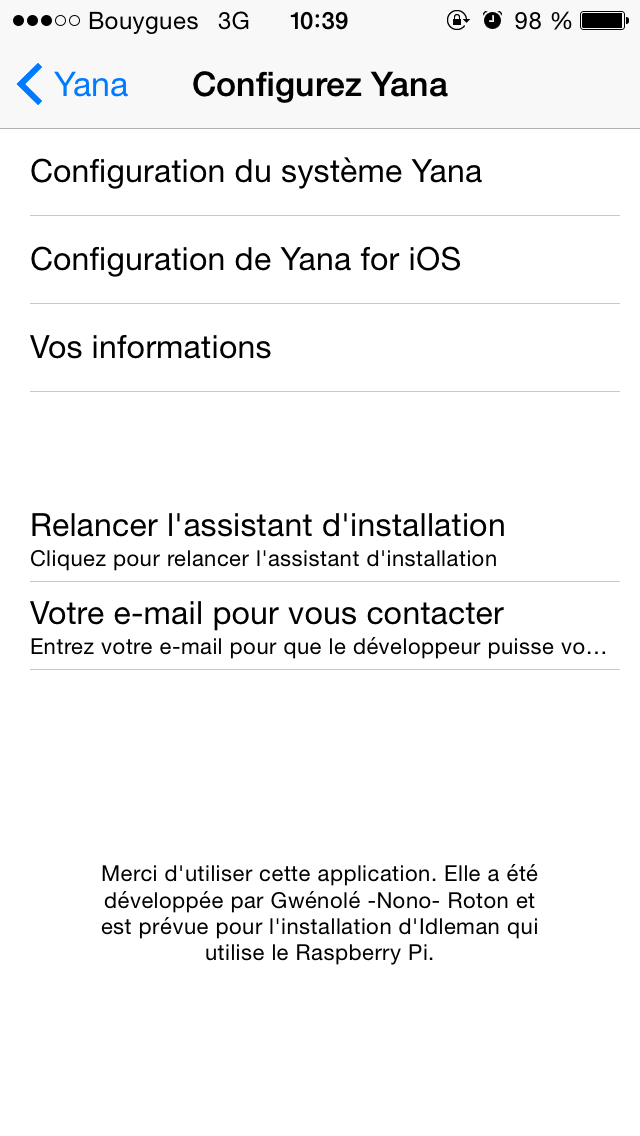 Bouygues 3G 10:39 98 %
Yana Configurez Yana
Configuration du système Yana
Configuration de Yana for iOS
Vos informations
Relancer l'assistant d'installation
Cliquez pour relancer l'assistant d'installation
Votre e-mail pour vous contacter
Entrez votre e-mail pour que le développeur puisse vo...
Merci d'utiliser cette application. Elle a été
développée par Gwénolé -Nono- Roton et
est prévue pour l'installation d'Idleman qui
utilise le Raspberry Pi.